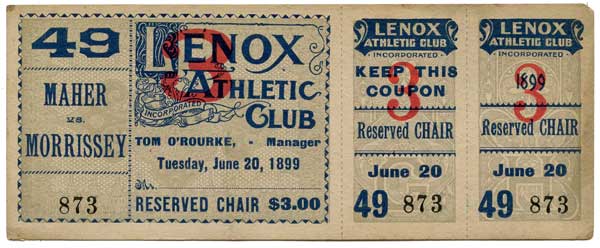 49
MAHER
vs.
MORRISSEY
873
3
LENOX
ATHLETIC
INCORPORATED
CLUB
TOM O'ROURKE, - Manager
Tuesday, June 20, 1899
RESERVED CHAIR $3.00
LENOX
ATHLETIC CLUB
INCORPORATED
KEEP THIS
COUPON
3
Reserved CHAIR
June 20
49 873
LENOX
ATHLETIC CLUB
INCORPORATED
1899
3
Reserved CHAIR
June 20
49 873